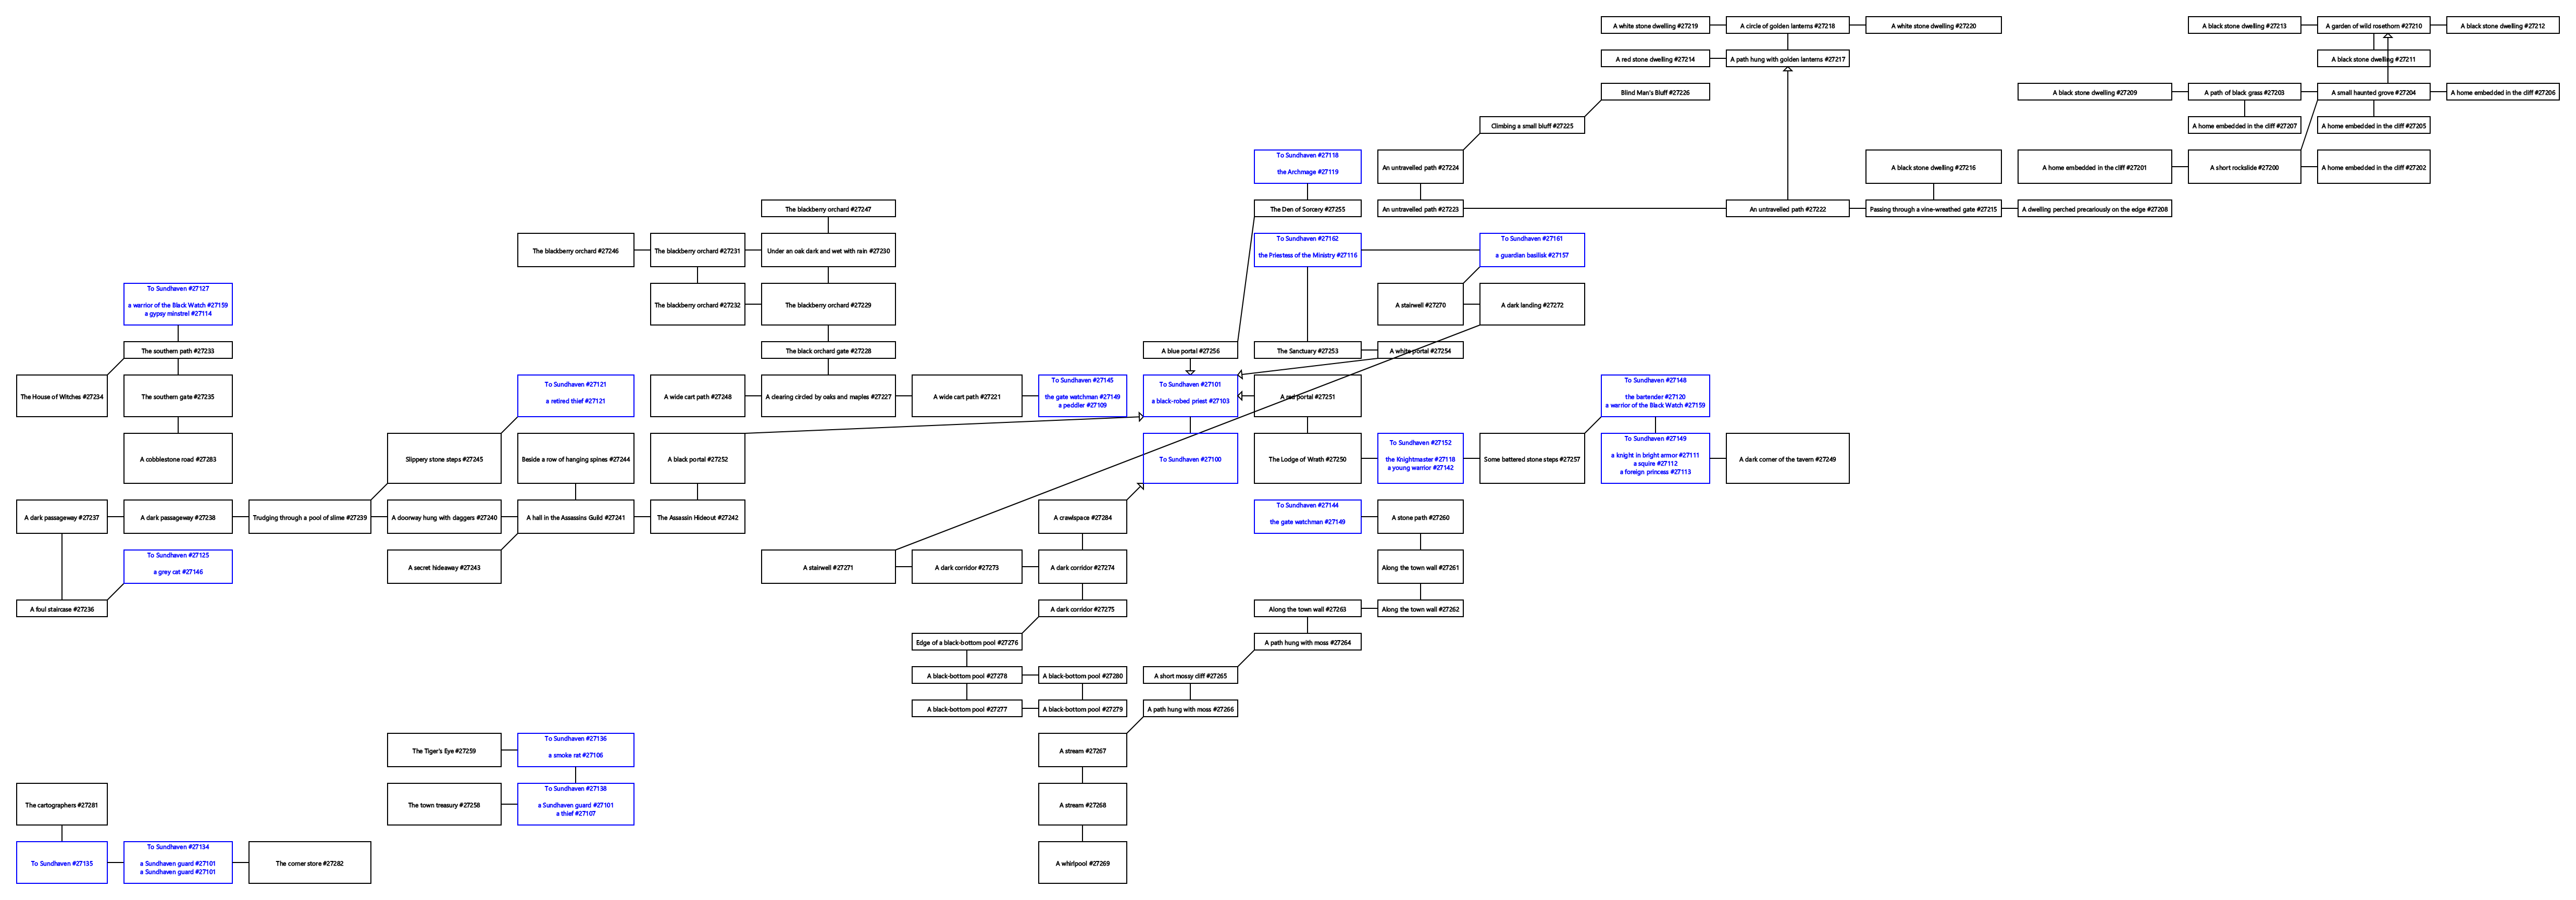 A white stone dwelling #27219
A circle of golden lanterns #27218
A white stone dwelling #27220
A black stone dwelling #27213
A garden of wild rosethorn #27210
A black stone dwelling #27212
A red stone dwelling #27214
A path hung with golden lanterns #27217
A black stone dwelling #27211
Blind Man's Bluff #27226
A black stone dwelling #27209
A path of black grass #27203
A small haunted grove #27204
A home embedded in the cliff #27206
Climbing a small bluff #27225
A home embedded in the cliff #27207
A home embedded in the cliff #27205
To Sundhaven #27118
the Archmage #27119
An untravelled path #27224
A black stone dwelling #27216
A home embedded in the cliff #27201
A short rockslide #27200
A home embedded in the cliff #27202
The blackberry orchard #27247
The Den of Sorcery #27255
An untravelled path #27223
An untravelled path #27222
Passing through a vine-wreathed gate #27215
A dwelling perched precariously on the edge #27208
The blackberry orchard #27246
The blackberry orchard #27231
Under an oak dark and wet with rain #27230
To Sundhaven #27162
the Priestess of the Ministry #27116
To Sundhaven #27161
a guardian basilisk #27157
To Sundhaven #27127
a warrior of the Black Watch #27159
a gypsy minstrel #27114
The blackberry orchard #27232
The blackberry orchard #27229
A stairwell #27270
A dark landing #27272
The southern path #27233
The black orchard gate #27228
A blue portal #27256
The Sanctuary #27253
A white portal #27254
The House of Witches #27234
The southern gate #27235
To Sundhaven #27121
a retired thief #27121
A wide cart path #27248
A clearing circled by oaks and maples #27227
A wide cart path #27221
To Sundhaven #27145
the gate watchman #27149
a peddler #27109
To Sundhaven #27101
a black-robed priest #27103
A red portal #27251
To Sundhaven #27148
the bartender #27120
a warrior of the Black Watch #27159
A cobblestone road #27283
Slippery stone steps #27245
Beside a row of hanging spines #27244
A black portal #27252
To Sundhaven #27100
The Lodge of Wrath #27250
To Sundhaven #27152
the Knightmaster #27118
a young warrior #27142
Some battered stone steps #27257
To Sundhaven #27149
a knight in bright armor #27111
a squire #27112
a foreign princess #27113
A dark corner of the tavern #27249
A dark passageway #27237
A dark passageway #27238
Trudging through a pool of slime #27239
A doorway hung with daggers #27240
A hall in the Assassins Guild #27241
The Assassin Hideout #27242
A crawlspace #27284
To Sundhaven #27144
the gate watchman #27149
A stone path #27260
To Sundhaven #27125
a grey cat #27146
A secret hideaway #27243
A stairwell #27271
A dark corridor #27273
A dark corridor #27274
Along the town wall #27261
A foul staircase #27236
A dark corridor #27275
Along the town wall #27263
Along the town wall #27262
Edge of a black-bottom pool #27276
A path hung with moss #27264
A black-bottom pool #27278
A black-bottom pool #27280
A short mossy cliff #27265
A black-bottom pool #27277
A black-bottom pool #27279
A path hung with moss #27266
The Tiger's Eye #27259
To Sundhaven #27136
a smoke rat #27106
A stream #27267
The cartographers #27281
The town treasury #27258
To Sundhaven #27138
a Sundhaven guard #27101
a thief #27107
A stream #27268
To Sundhaven #27135
To Sundhaven #27134
a Sundhaven guard #27101
a Sundhaven guard #27101
The corner store #27282
A whirlpool #27269